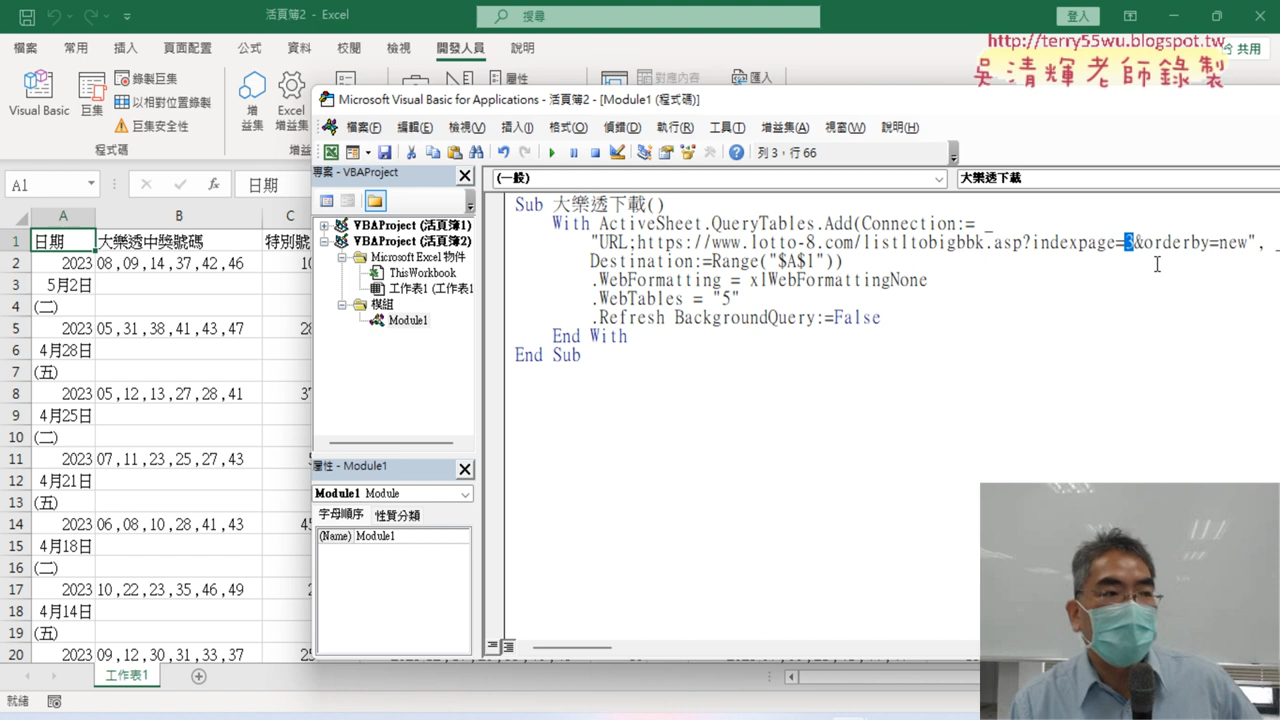 活頁簿2 - Excel
搜尋
登入
檔案 常用 插入 頁面配置 公式 資料 校閱 檢視 開發人員 說明
共用
http://terry55wu.blogspot.tw
吳清輝老師錄製
Visual Basic
巨集
錄製巨集
以相對位置錄製
巨集安全性
程式碼
增益集
Excel 增益集
屬性
對應內容
匯入
A1
日期
A B C
1 日期 大樂透中獎號碼 特別號
2 2023 08,09,14,37,42,46 10
3 5月2日
4 (二)
5 2023 05,31,38,41,43,47 28
6 4月28日
7 (五)
8 2023 05,12,13,27,28,41
9 4月25日
10 (二)
11 2023 07,11,23,25,27,43
12 4月21日
13 (五)
14 2023 06,08,10,28,41,43
15 4月18日
16 (二)
17 2023 10,22,23,35,46,49
18 4月14日
19 (五)
20 2023 09,12,30,31,33,37
工作表1
就緒
Microsoft Visual Basic for Applications - 活頁簿2 - [Module1 (程式碼)]
檔案(F) 編輯(E) 檢視(V) 插入(I) 格式(O) 偵錯(D) 執行(R) 工具(T) 增益集(A) 視窗(W) 說明(H)
列 3，行 66
專案 - VBAProject
VBAProject (活頁簿1)
VBAProject (活頁簿2)
Microsoft Excel 物件
ThisWorkbook
工作表1 (工作表1
模組
Module1
屬性 - Module1
Module1 Module
字母順序 性質分類
(Name) Module1
(一般) 大樂透下載
Sub 大樂透下載()
With ActiveSheet.QueryTables.Add(Connection:= _
"URL;https://www.lotto-8.com/listltobigbbk.asp?indexpage=3&orderby=new", _
Destination:=Range("$A$1"))
.WebFormatting = xlWebFormattingNone
.WebTables = "5"
.Refresh BackgroundQuery:=False
End With
End Sub